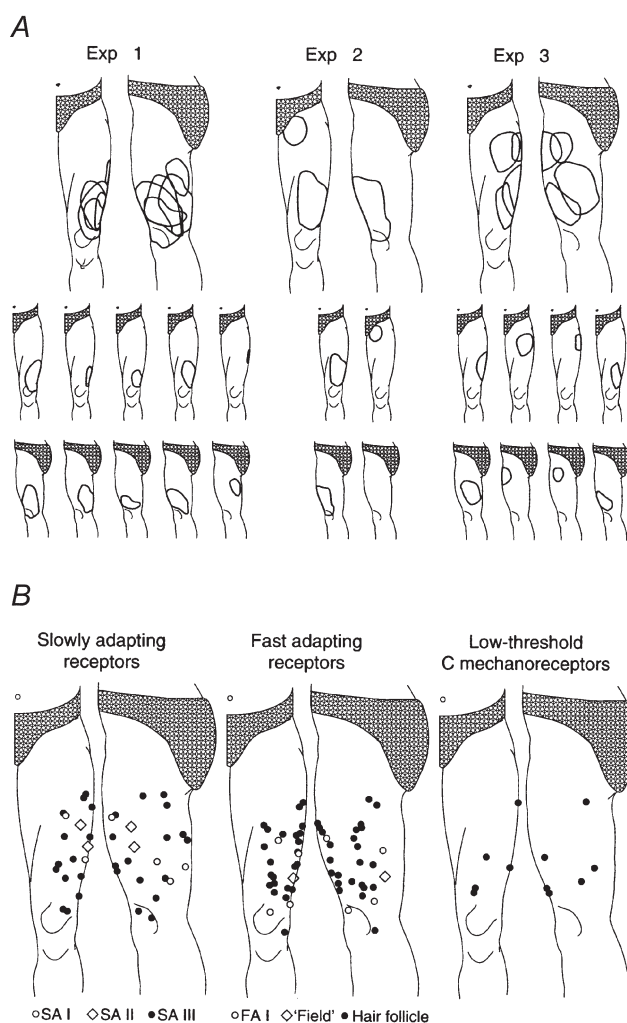 A
Exp 1 Exp 2 Exp 3
B
Slowly adapting receptors
Fast adapting receptors
Low-threshold C mechanoreceptors
○ SA I ◇ SA II ● SA III ○ FA I ◇ 'Field' ● Hair follicle